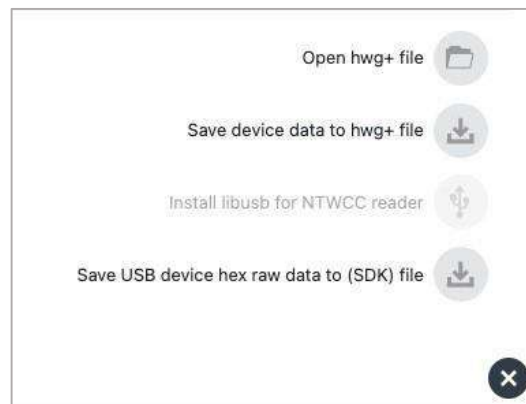 Open hwg+ file
Save device data to hwg+ file
Install libusb for NTWCC reader
Save USB device hex raw data to (SDK) file